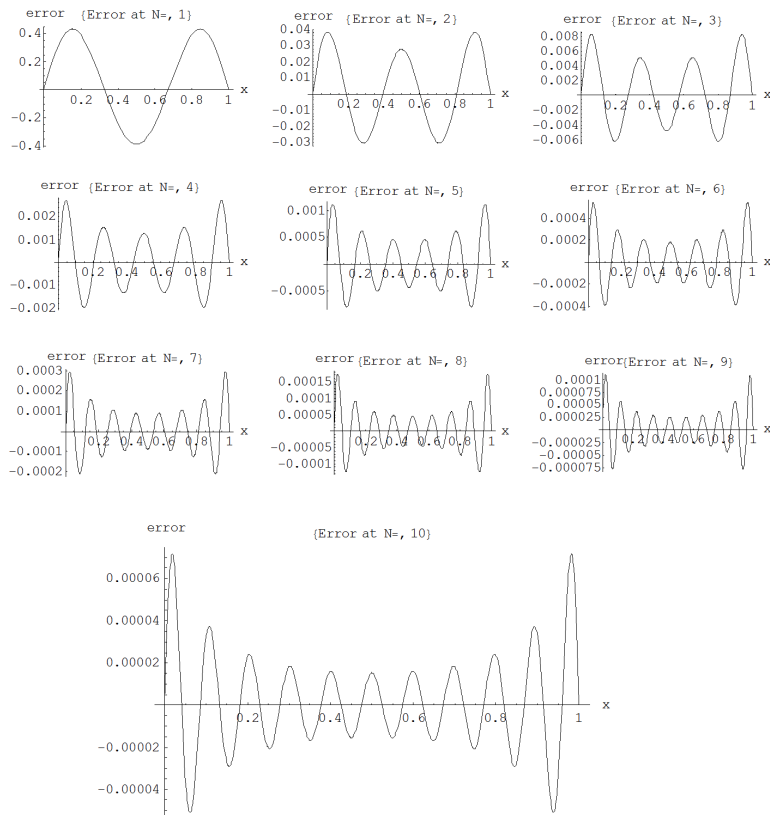 error {Error at N=, 1}
0.4
0.2
0.2 0.4 0.6 0.8 1 x
-0.2
-0.4
error {Error at N=, 2}
0.04
0.03
0.02
0.01
0.2 0.4 0.6 0.8 1 x
-0.01
-0.02
-0.03
error {Error at N=, 3}
0.008
0.006
0.004
0.002
0.2 0.4 0.6 0.8 1 x
-0.002
-0.004
-0.006
error {Error at N=, 4}
0.002
0.001
0.2 0.4 0.6 0.8 1 x
-0.001
-0.002
error {Error at N=, 5}
0.001
0.0005
0.2 0.4 0.6 0.8 1 x
-0.0005
error {Error at N=, 6}
0.0004
0.0002
0.2 0.4 0.6 0.8 1 x
-0.0002
-0.0004
error {Error at N=, 7}
0.0003
0.0002
0.0001
0.2 0.4 0.6 0.8 1 x
-0.0001
-0.0002
error {Error at N=, 8}
0.00015
0.0001
0.00005
0.2 0.4 0.6 0.8 1 x
-0.00005
-0.0001
error{Error at N=, 9}
0.0001
0.000075
0.00005
0.000025
0.2 0.4 0.6 0.8 1 x
-0.000025
-0.00005
-0.000075
error {Error at N=, 10}
0.00006
0.00004
0.00002
0.2 0.4 0.6 0.8 1 x
-0.00002
-0.00004